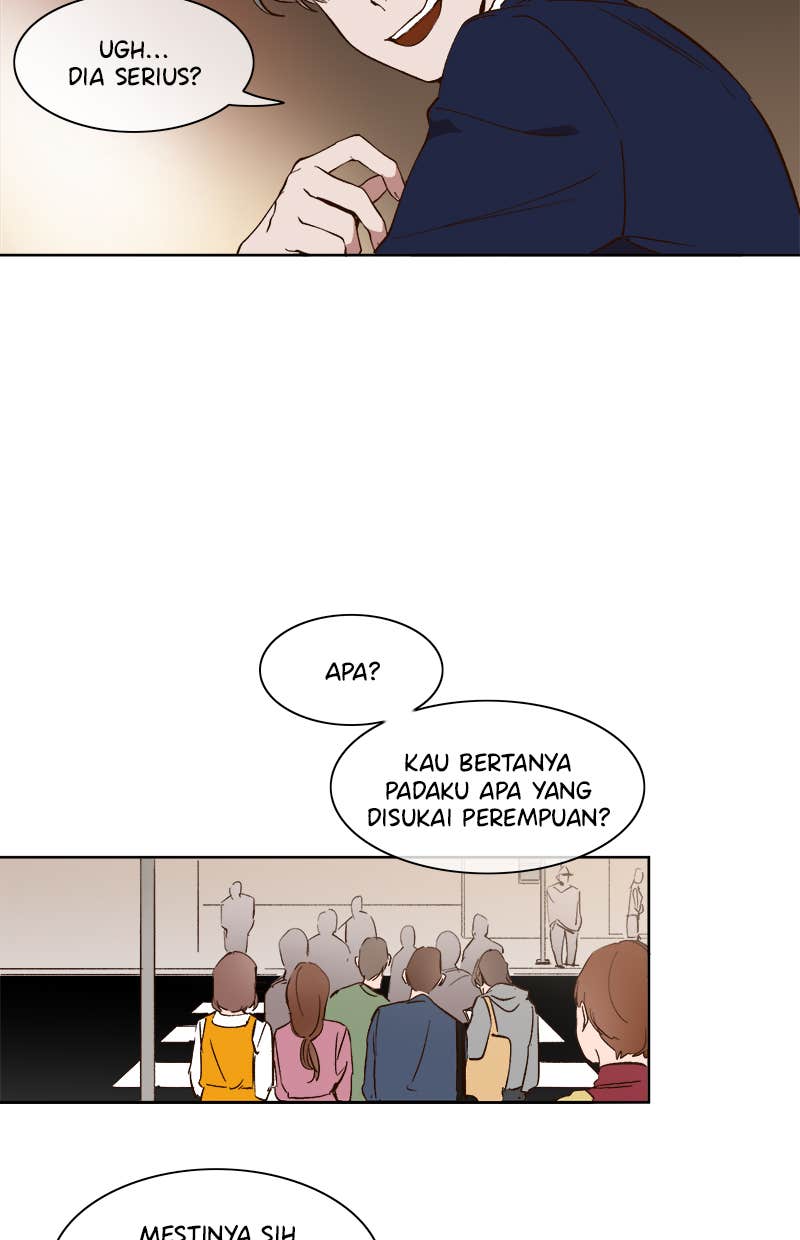 UGH...
DIA SERIUS?
APA?
KAU BERTANYA
PADAKU APA YANG
DISUKAI PEREMPUAN?
MESTINYA SIH